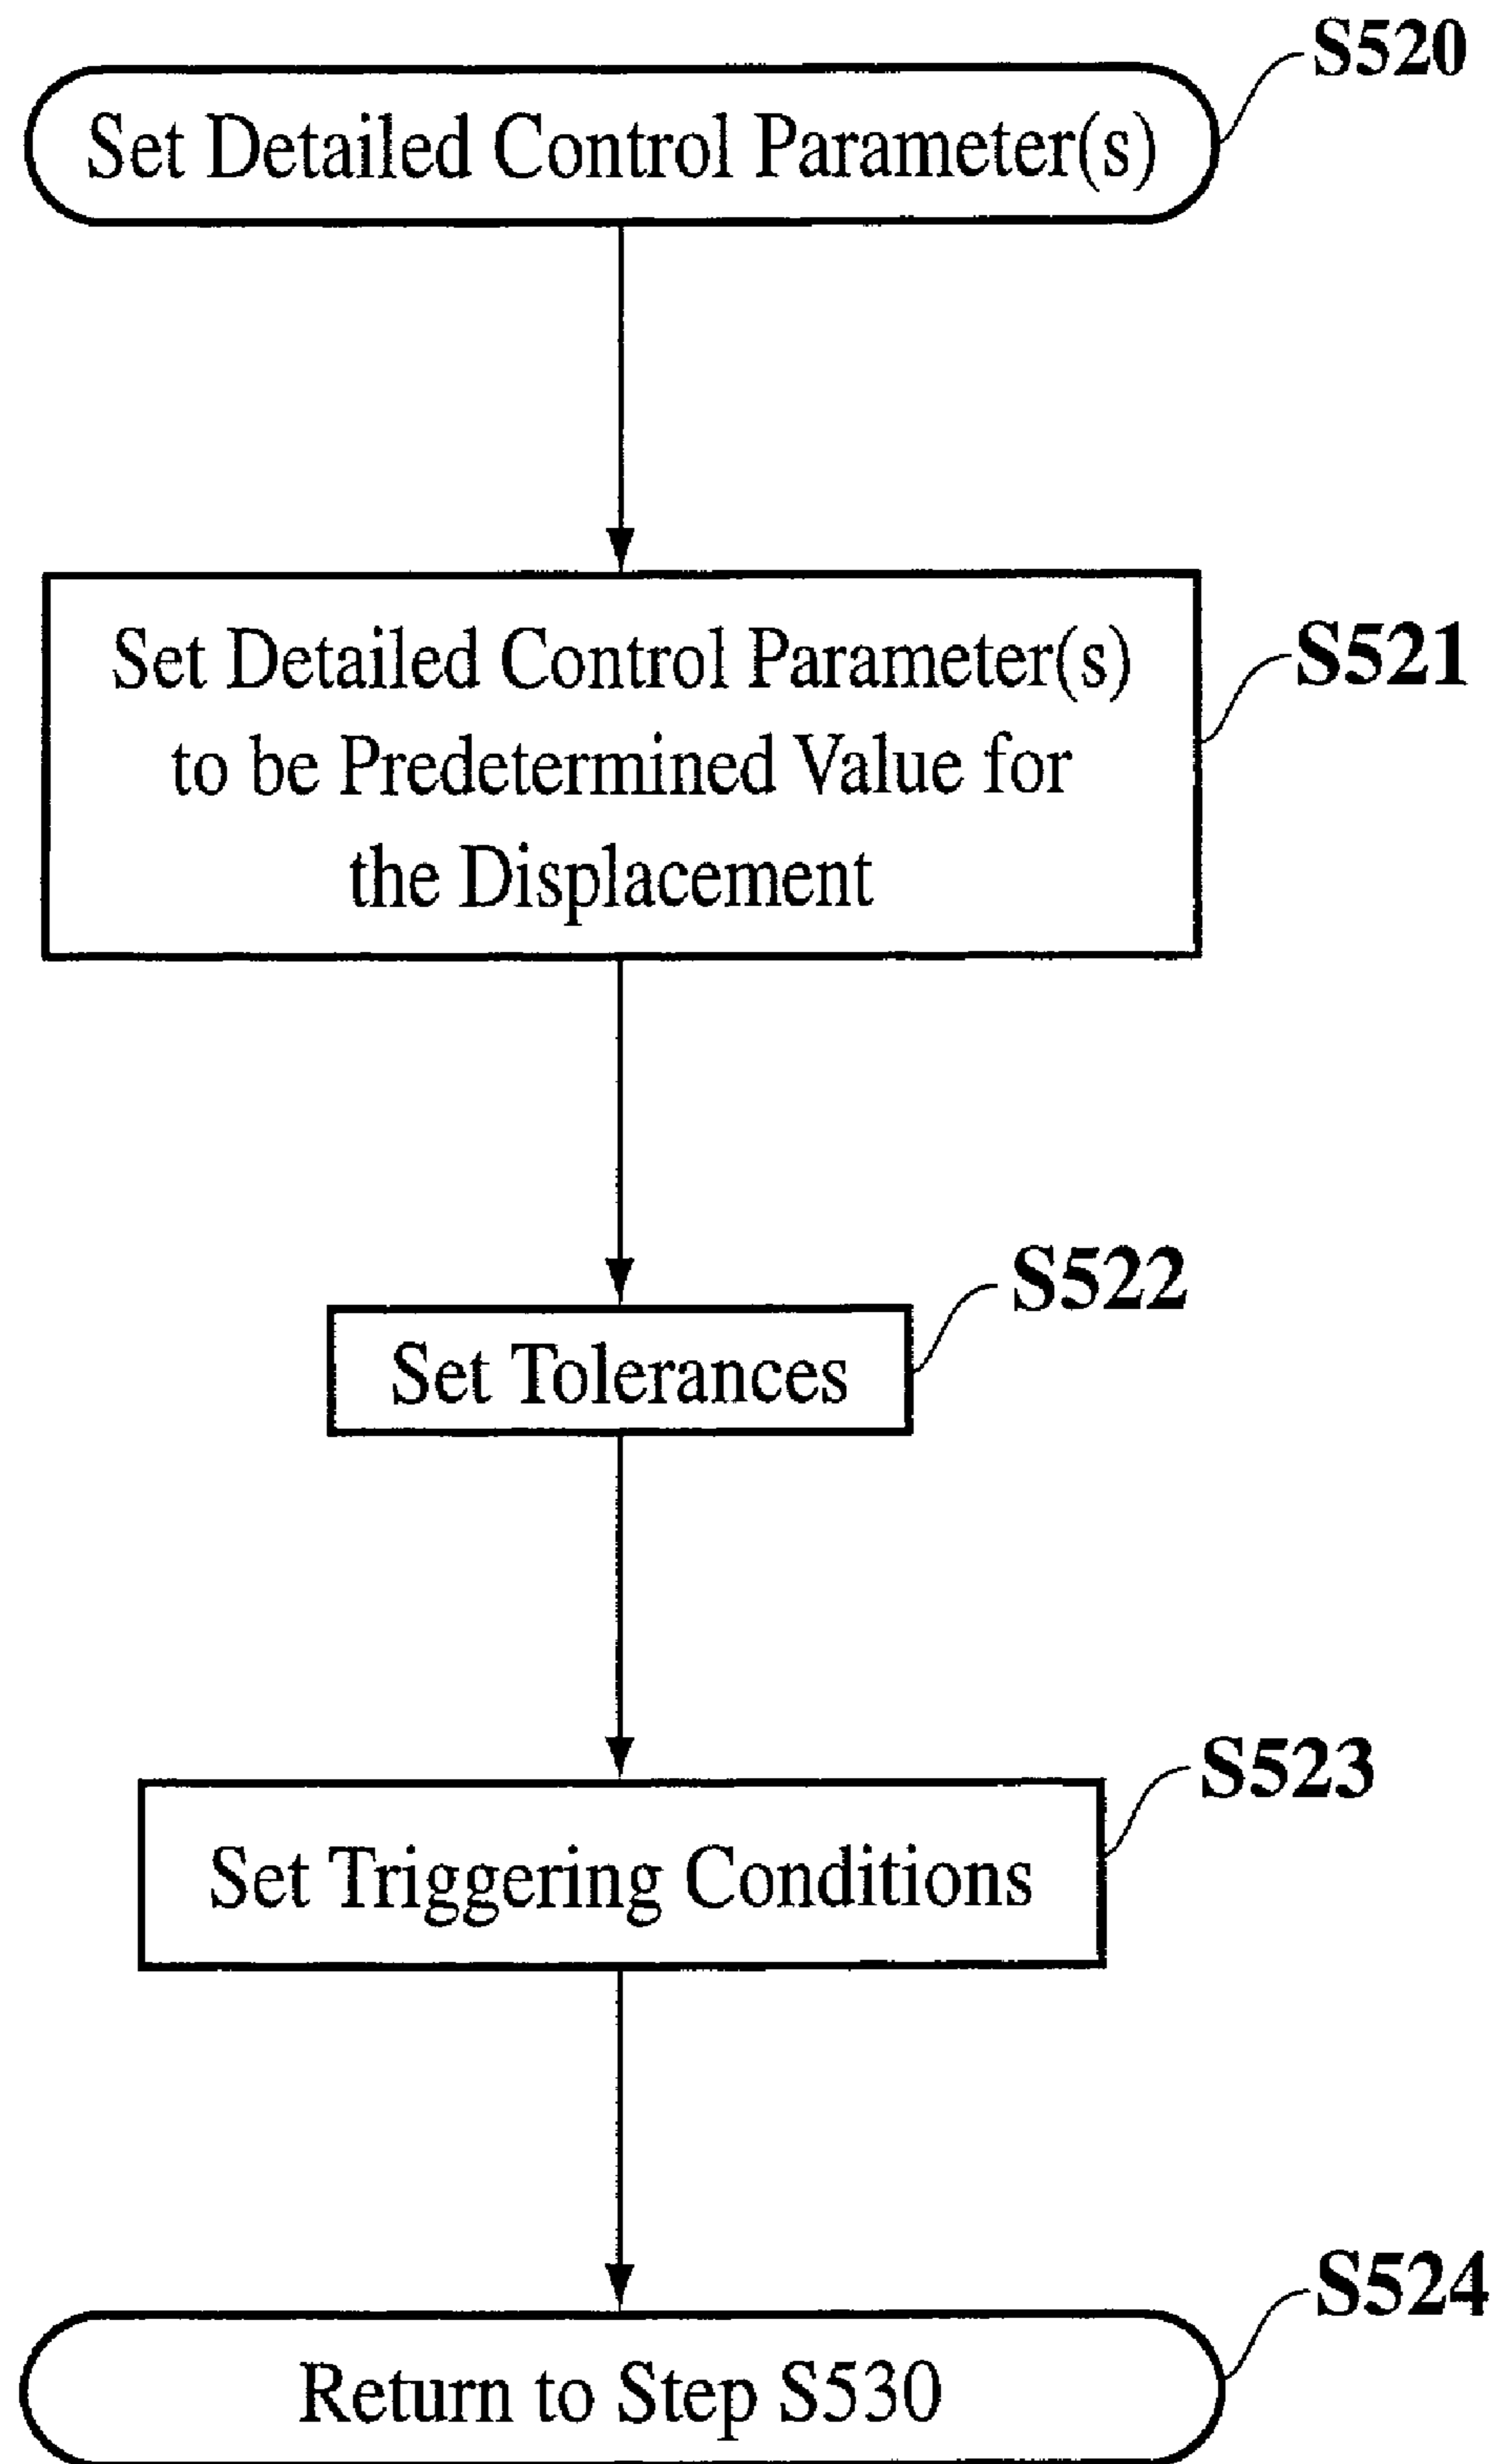 S520
Set Detailed Control Parameter(s)
Set Detailed Control Parameter(s)
to be Predetermined Value for
the Displacement
S521
S522
Set Tolerances
S523
Set Triggering Conditions
S524
Return to Step S530